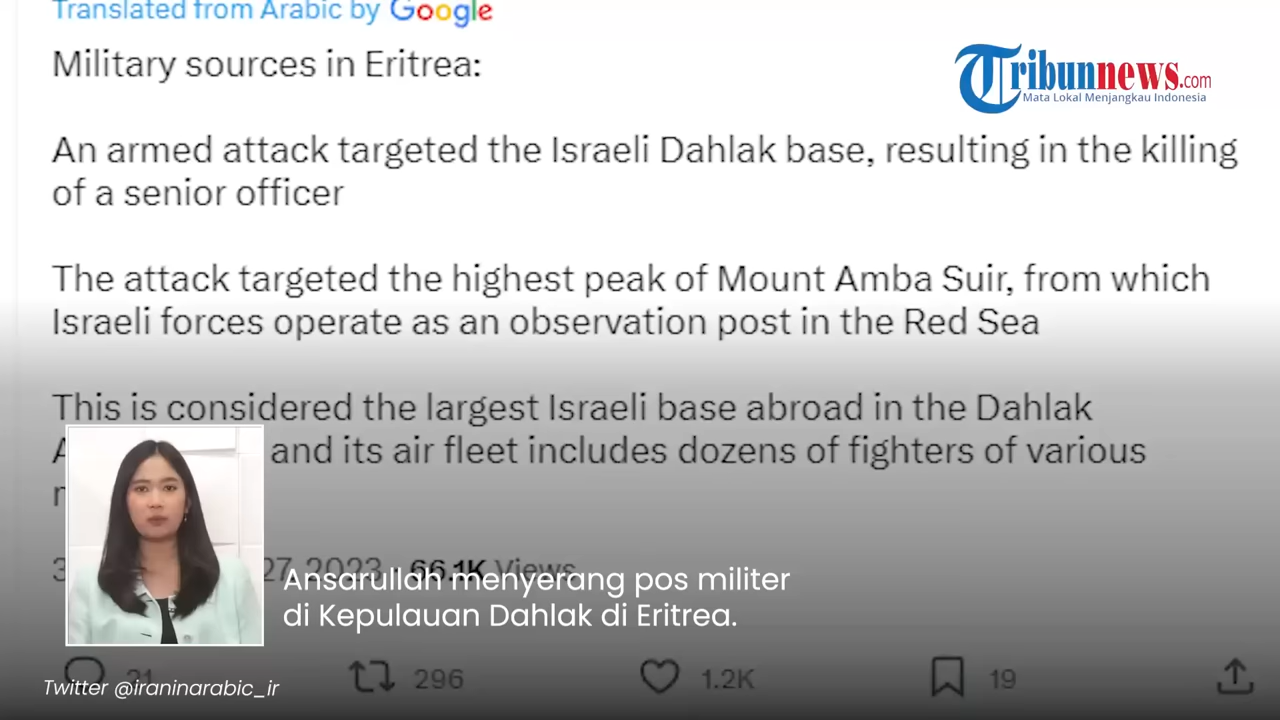 Translated from Arabic by Google
Military sources in Eritrea:
Tribunnews.com
Mata Lokal Menjangkau Indonesia
An armed attack targeted the Israeli Dahlak base, resulting in the killing
of a senior officer
The attack targeted the highest peak of Mount Amba Suir, from which
Israeli forces operate as an observation post in the Red Sea
This is considered the largest Israeli base abroad in the Dahlak
and its air fleet includes dozens of fighters of various
27, 2023 · 66.1K Views
Ansarullah menyerang pos militer
di Kepulauan Dahlak di Eritrea.
21 296 1.2K 19
Twitter @iraninarabic_ir